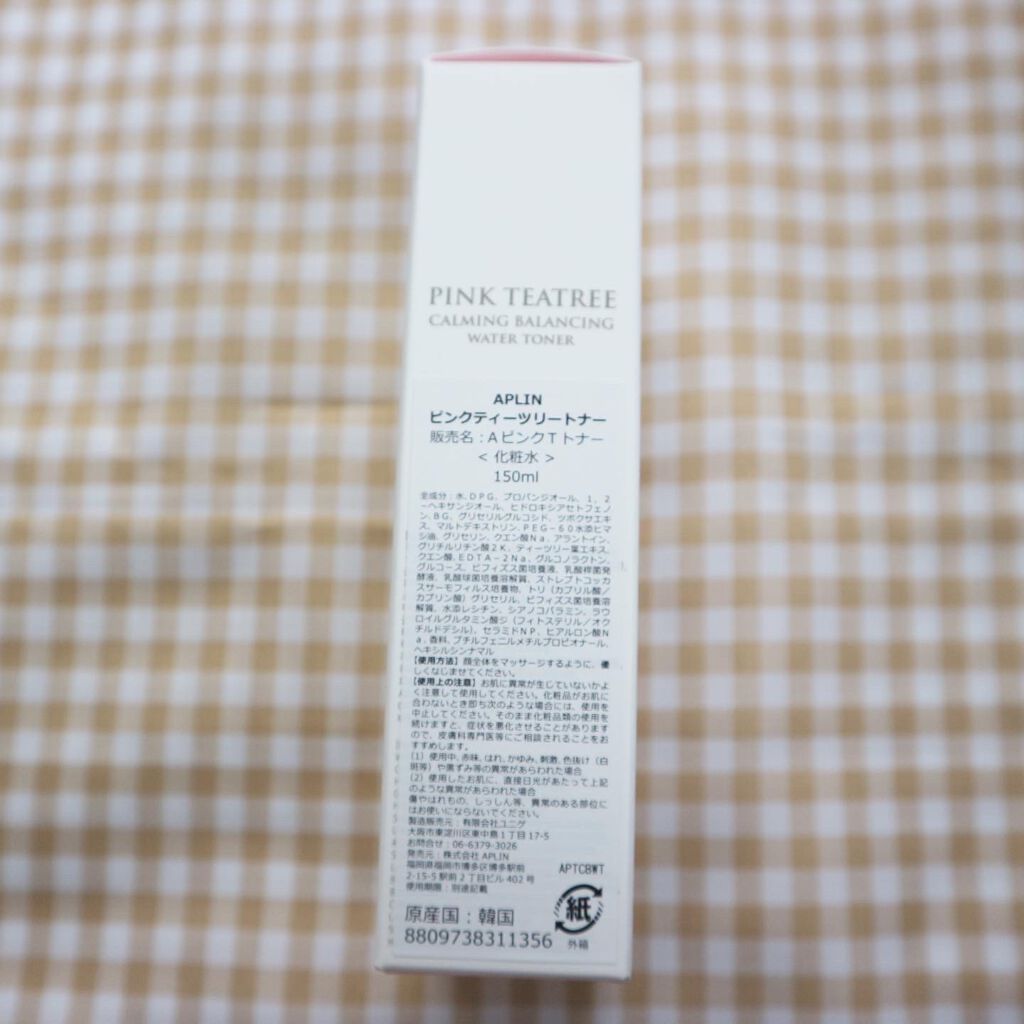 PINK TEATREE
CALMING BALANCING
WATER TONER
APLIN
ピンクティーツリートナー
販売名：AピンクTトナー
< 化粧水 >
150ml
全成分：水、DPG、プロパンジオール、1，2
−ヘキサンジオール、ヒドロキシアセトフェノ
ン、BG、グリセリルグルコシド、ツボクサエキ
ス、マルトデキストリン、PEG−60水添ヒマ
シ油、グリセリン、クエン酸Na、アラントイン、
グリチルリチン酸2K、ティーツリー葉エキス、
クエン酸、EDTA−2Na、グルコノラクトン、
グルコース、ビフィズス菌培養液、乳酸桿菌発
酵液、乳酸球菌培養溶解質、ストレプトコッカ
スサーモフィルス培養物、トリ（カプリル酸／
カプリン酸）グリセリル、ビフィズス菌培養溶
解質、水添レシチン、シアノコバラミン、ラウ
ロイルグルタミン酸ジ（フィトステリル／オク
チルドデシル）、セラミドNP、ヒアルロン酸N
a、香料、ブチルフェニルメチルプロピオナール、
ヘキシルシンナマル
【使用方法】顔全体をマッサージするように、優
しくなじませてください。
【使用上の注意】お肌に異常が生じていないかよ
く注意して使用してください。化粧品がお肌に
合わないとき即ち次のような場合には、使用を
中止してください。そのまま化粧品類の使用を
続けますと、症状を悪化させることがあります
ので、皮膚科専門医等にご相談されることをお
すすめします。
(1) 使用中、赤味、はれ、かゆみ、刺激、色抜け（白
斑等）や黒ずみ等の異常があらわれた場合
(2) 使用したお肌に、直接日光があたって上記
のような異常があらわれた場合
傷やはれもの、しっしん等、異常のある部位に
はお使いにならないでください。
製造販売元：有限会社ユニゲ
大阪市東淀川区東中島1丁目17-5
お問合せ：06-6379-3026
発売元：株式会社 APLIN
福岡県福岡市博多区博多駅前
2-15-5 駅前2丁目ビル402号
使用期限：別途記載
APTCBWT
紙
外箱
原産国：韓国
8809738311356